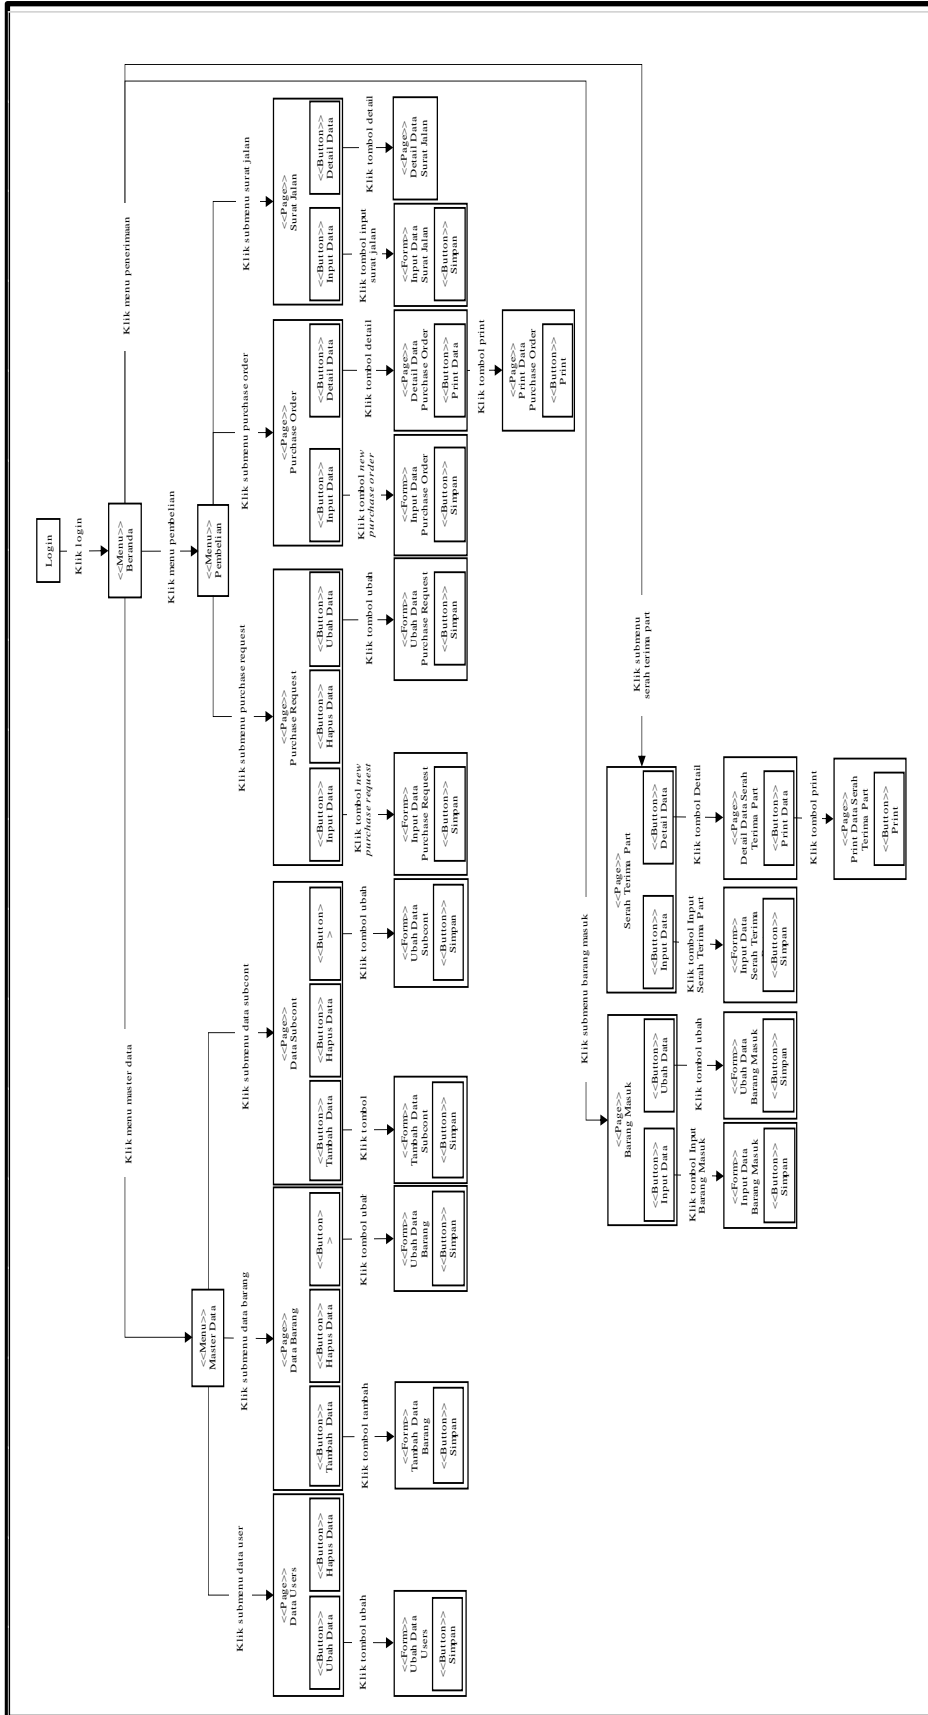 Login
Klik login
<<Menu>>
Beranda
Klik master data
Klik menu pembelian
Klik menu penerimaan
<<Menu>>
Master Data
<<Menu>>
Pembelian
Klik submenu data user
Klik submenu data barang
Klik submenu data subcont
Klik submenu purchase request
Klik submenu purchase order
Klik submenu surat jalan
<<Page>>
Data Users
<<Button>>
Ubah Data
<<Button>>
Hapus Data
<<Page>>
Data Barang
<<Button>>
Tambah Data
<<Button>>
Hapus Data
<<Button>
>
<<Page>>
Data Subcont
<<Button>>
Tambah Data
<<Button>>
Hapus Data
<<Button>
>
<<Page>>
Purchase Request
<<Button>>
Input Data
<<Button>>
Hapus Data
<<Button>>
Ubah Data
<<Page>>
Purchase Order
<<Button>>
Input Data
<<Button>>
Detail Data
<<Page>>
Surat Jalan
<<Button>>
Input Data
<<Button>>
Detail Data
Klik tombol ubah
Klik tombol tambah
Klik tombol ubah
Klik tombol
Klik tombol ubah
Klik tombol new
purchase request
Klik tombol ubah
Klik tombol new
purchase order
Klik tombol detail
Klik tombol input
surat jalan
Klik tombol detail
<<Form>>
Ubah Data
Users
<<Button>>
Simpan
<<Form>>
Tambah Data
Barang
<<Button>>
Simpan
<<Form>>
Ubah Data
Barang
<<Button>>
Simpan
<<Form>>
Tambah Data
Subcont
<<Button>>
Simpan
<<Form>>
Ubah Data
Subcont
<<Button>>
Simpan
<<Form>>
Input Data
Purchase Request
<<Button>>
Simpan
<<Form>>
Ubah Data
Purchase Request
<<Button>>
Simpan
<<Form>>
Input Data
Purchase Order
<<Button>>
Simpan
<<Page>>
Detail Data
Purchase Order
<<Button>>
Print Data
<<Form>>
Input Data
Surat Jalan
<<Button>>
Simpan
<<Page>>
Detail Data
Surat Jalan
Klik tombol print
<<Page>>
Print Data
Purchase Order
<<Button>>
Print
Klik submenu barang masuk
Klik submenu
serah terima part
<<Page>>
Barang Masuk
<<Button>>
Input Data
<<Button>>
Ubah Data
<<Page>>
Serah Terima Part
<<Button>>
Input Data
<<Button>>
Detail Data
Klik tombol Input
Barang Masuk
Klik tombol ubah
Klik tombol Input
Serah Terima Part
Klik tombol Detail
<<Form>>
Input Data
Barang Masuk
<<Button>>
Simpan
<<Form>>
Ubah Data
Barang Masuk
<<Button>>
Simpan
<<Form>>
Input Data
Serah Terima
<<Button>>
Simpan
<<Page>>
Detail Data Serah
Terima Part
<<Button>>
Print Data
Klik tombol print
<<Page>>
Print Data Serah
Terima Part
<<Button>>
Print